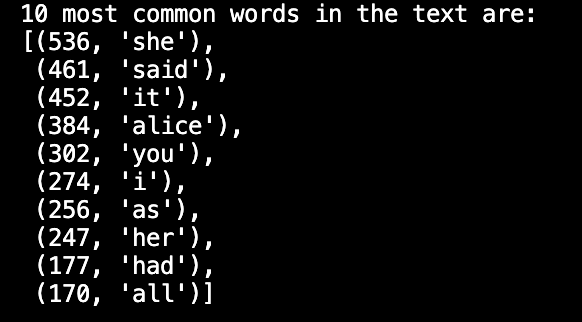 10 most common words in the text are:
[(536, 'she'),
 (461, 'said'),
 (452, 'it'),
 (384, 'alice'),
 (302, 'you'),
 (274, 'i'),
 (256, 'as'),
 (247, 'her'),
 (177, 'had'),
 (170, 'all')]